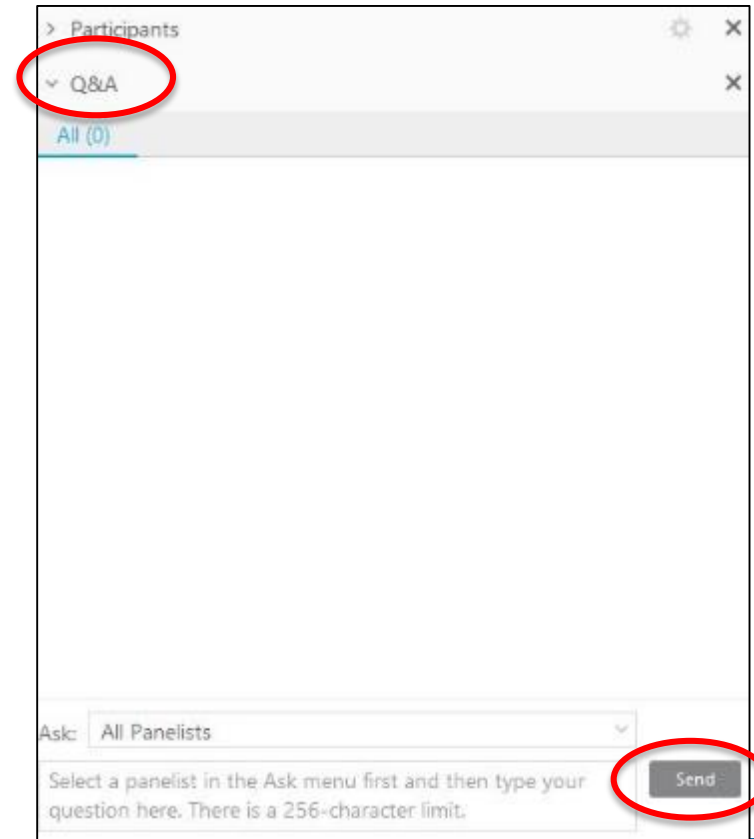 Participants
Q&A
All (0)
Ask: All Panelists
Select a panelist in the Ask menu first and then type your
question here. There is a 256-character limit.
Send